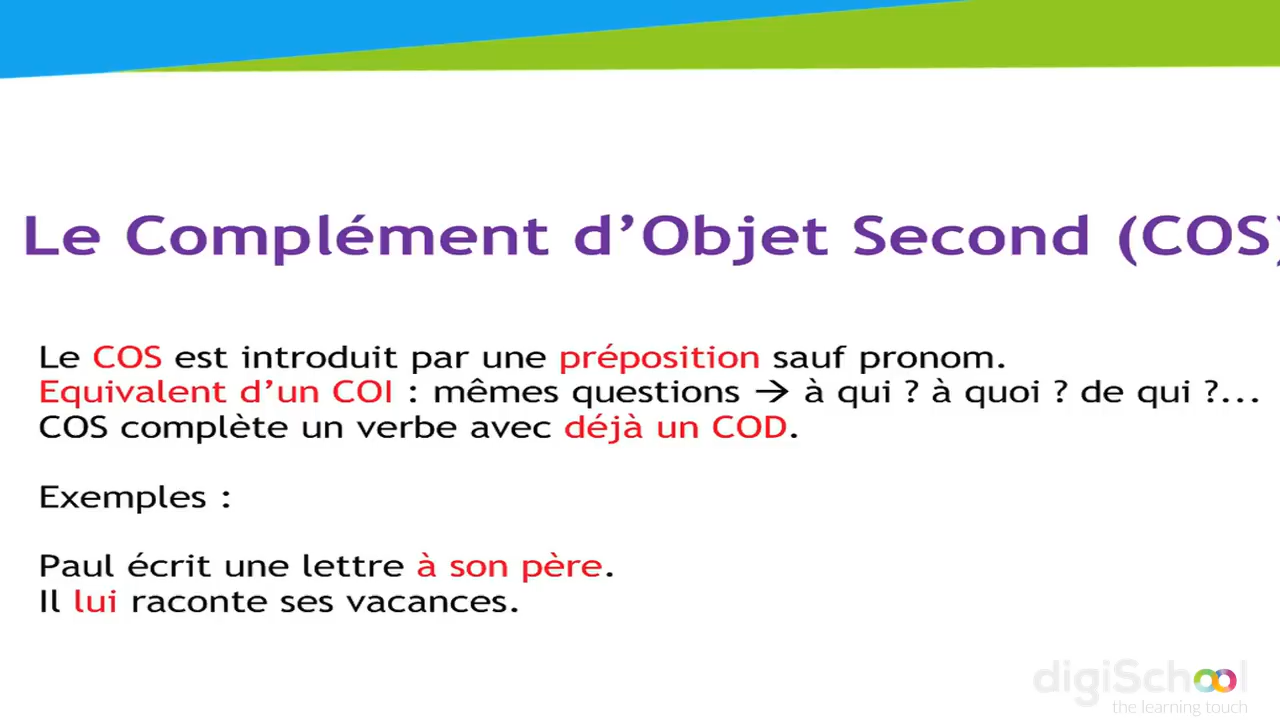 Le Complément d’Objet Second (COS)
Le COS est introduit par une préposition sauf pronom.
Equivalent d’un COI : mêmes questions → à qui ? à quoi ? de qui ?...
COS complète un verbe avec déjà un COD.
Exemples :
Paul écrit une lettre à son père.
Il lui raconte ses vacances.
digiSchool
the learning touch